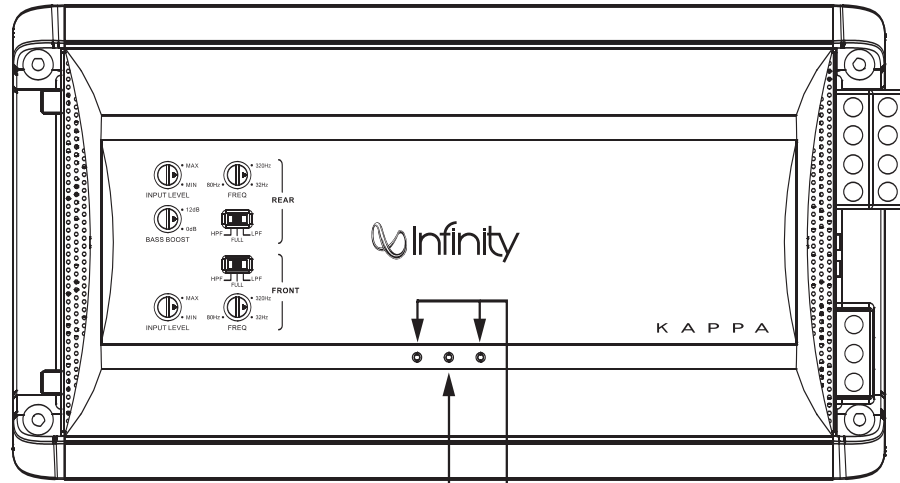 MAX
MIN
INPUT LEVEL
320Hz
80Hz 32Hz
FREQ
REAR
12dB
0dB
BASS BOOST
HPF LPF
FULL
Infinity
HPF LPF
FULL
FRONT
MAX
MIN
INPUT LEVEL
320Hz
80Hz 32Hz
FREQ
KAPPA